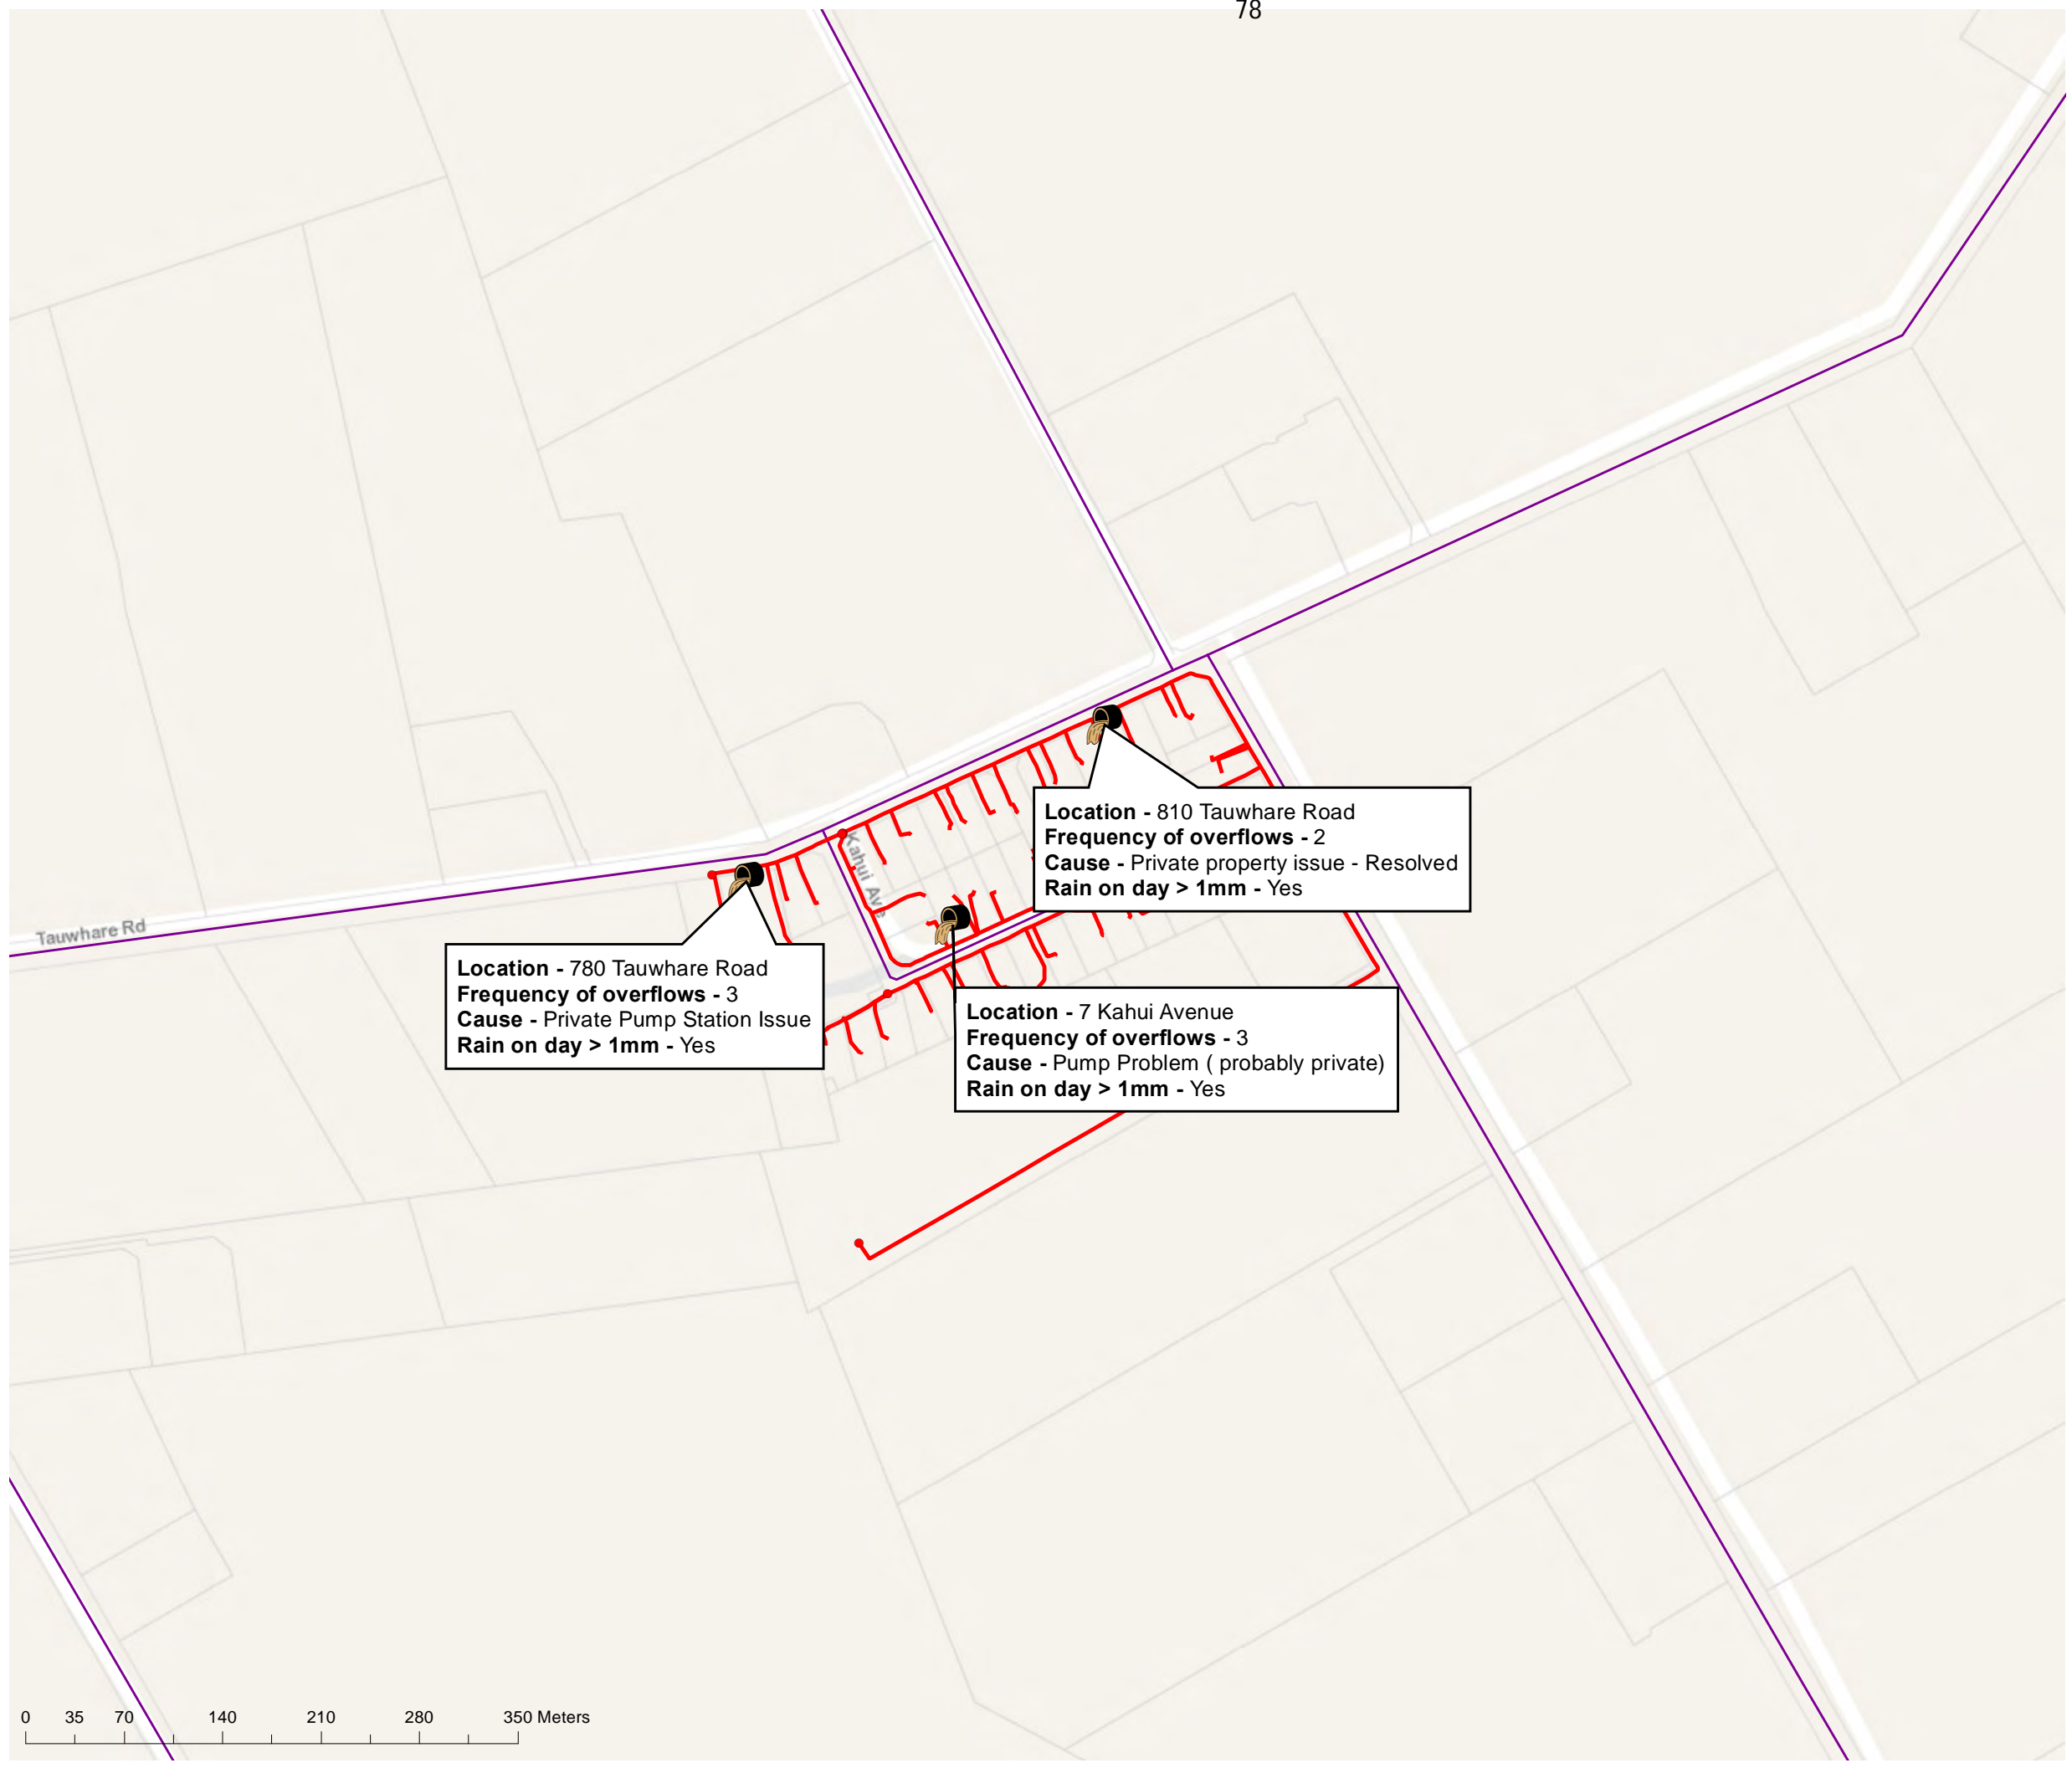 78
Location - 810 Tauwhare Road
Frequency of overflows - 2
Cause - Private property issue - Resolved
Rain on day > 1mm - Yes
Kahui Ave
Tauwhare Rd
Location - 780 Tauwhare Road
Frequency of overflows - 3
Cause - Private Pump Station Issue
Rain on day > 1mm - Yes
Location - 7 Kahui Avenue
Frequency of overflows - 3
Cause - Pump Problem ( probably private)
Rain on day > 1mm - Yes
0 35 70 140 210 280 350 Meters